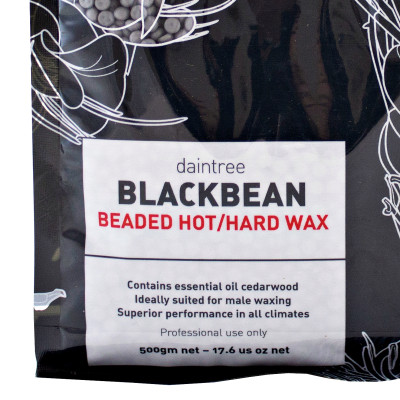 daintree
BLACKBEAN
BEADED HOT/HARD WAX
Contains essential oil cedarwood
Ideally suited for male waxing
Superior performance in all climates
Professional use only
500gm net – 17.6 us oz net